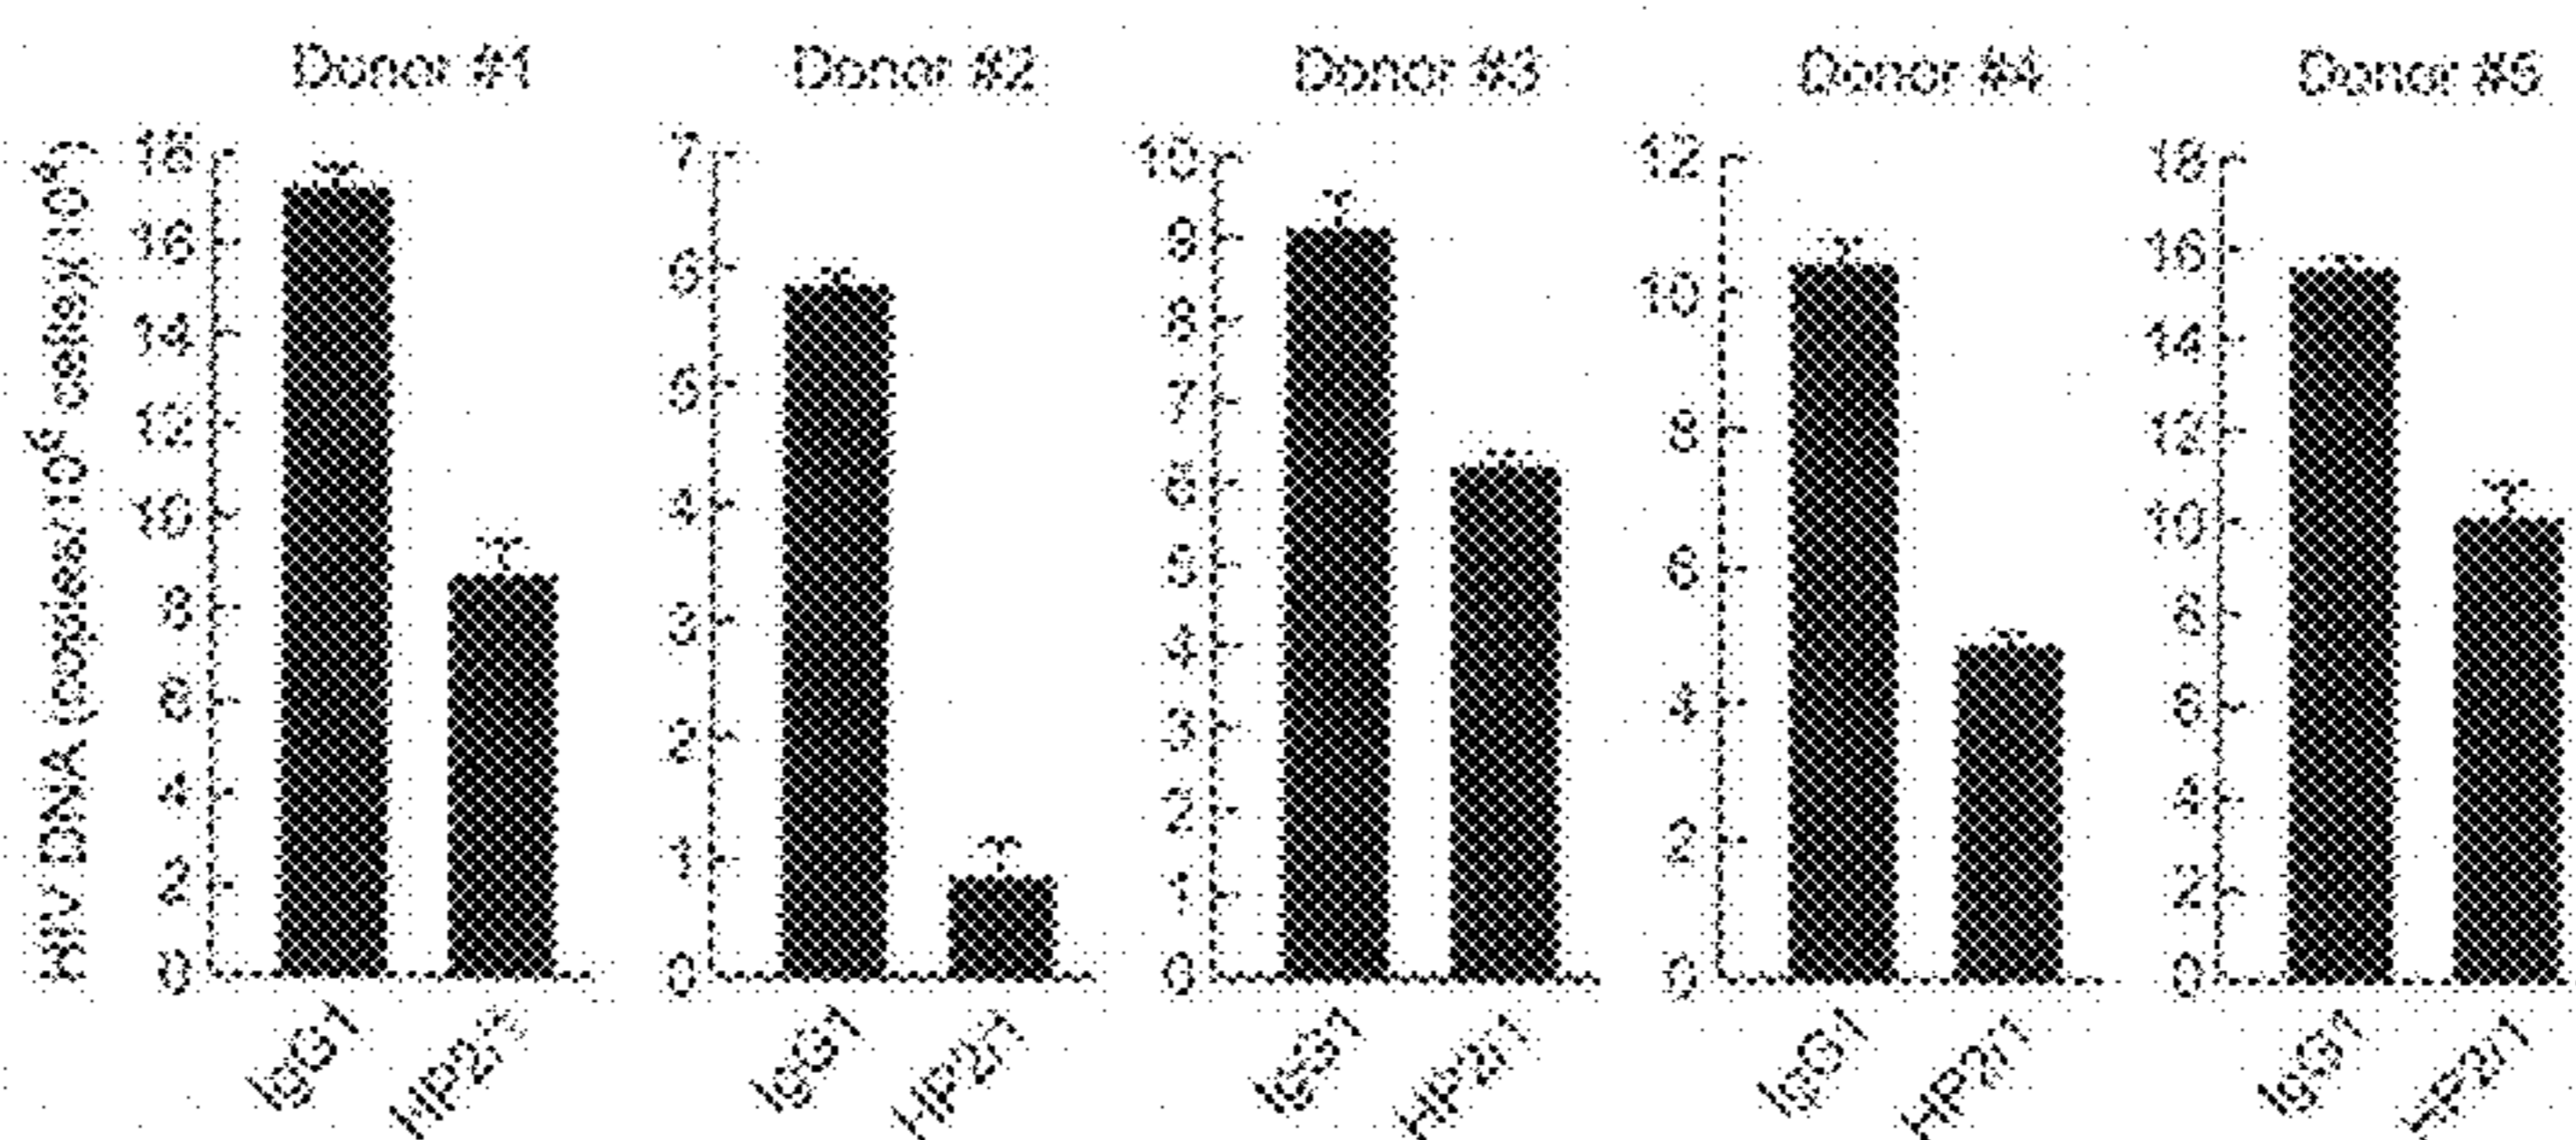 Donor #1 Donor #2 Donor #3 Donor #4 Donor #5
HIV DNA (copies/10⁶ cells)(10⁴)
18 16 14 12 10 8 6 4 2 0
7 6 5 4 3 2 1 0
10 9 8 7 6 5 4 3 2 1 0
12 10 8 6 4 2 0
18 16 14 12 10 8 6 4 2 0
IgG1 HP2/1 IgG1 HP2/1 IgG1 HP2/1 IgG1 HP2/1 IgG1 HP2/1